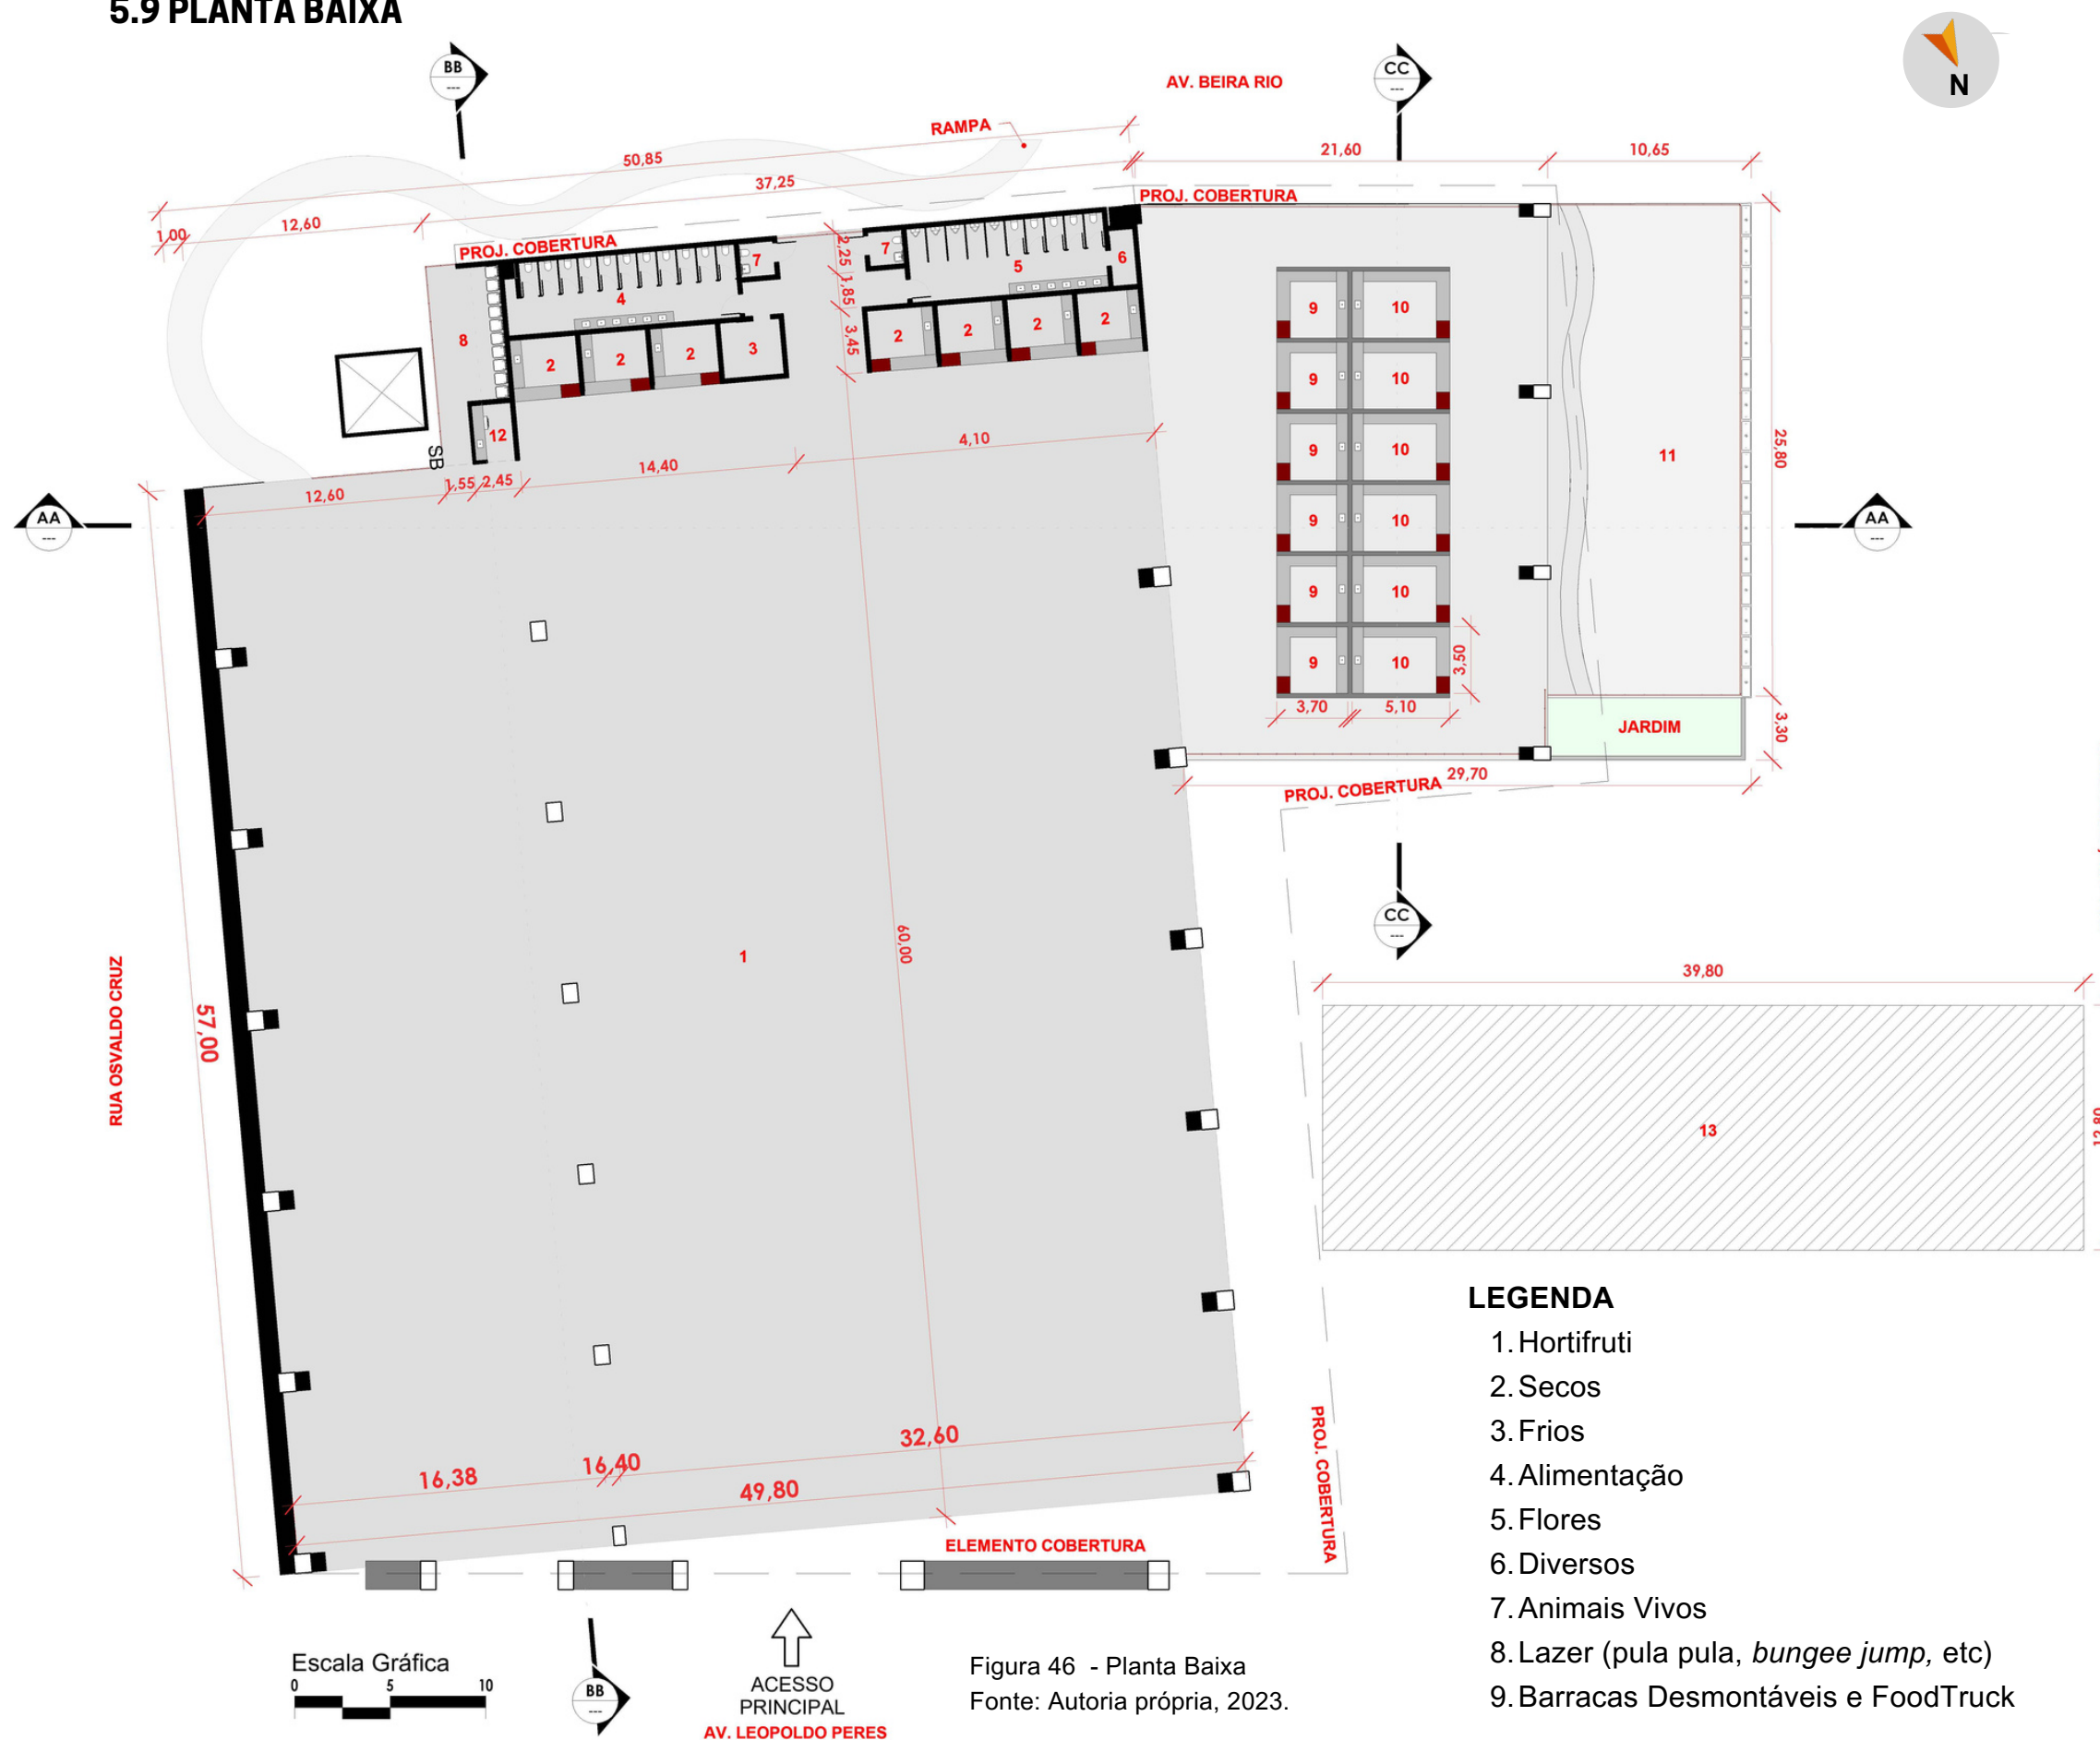 5.9 PLANTA BAIXA
BB
---
CC
---
AV. BEIRA RIO
N
RAMPA
50,85
37,25
21,60
10,65
12,60
1,00
PROJ. COBERTURA
PROJ. COBERTURA
2,25
1,85
3,45
7
7
4
5
6
8
2
2
2
3
2
2
2
2
12
SB
12,60
1,55
2,45
14,40
4,10
9
10
9
10
9
10
9
10
9
10
9
10
3,50
3,70
5,10
11
25,80
JARDIM
3,30
29,70
PROJ. COBERTURA
AA
---
AA
---
CC
---
RUA OSVALDO CRUZ
57,00
1
60,00
39,80
13
12,80
16,38
16,40
32,60
49,80
PROJ. COBERTURA
ELEMENTO COBERTURA
LEGENDA
1. Hortifruti
2. Secos
3. Frios
4. Alimentação
5. Flores
6. Diversos
7. Animais Vivos
8. Lazer (pula pula, bungee jump, etc)
9. Barracas Desmontáveis e FoodTruck
Escala Gráfica
0 5 10
BB
---
ACESSO
PRINCIPAL
AV. LEOPOLDO PERES
Figura 46 - Planta Baixa
Fonte: Autoria própria, 2023.